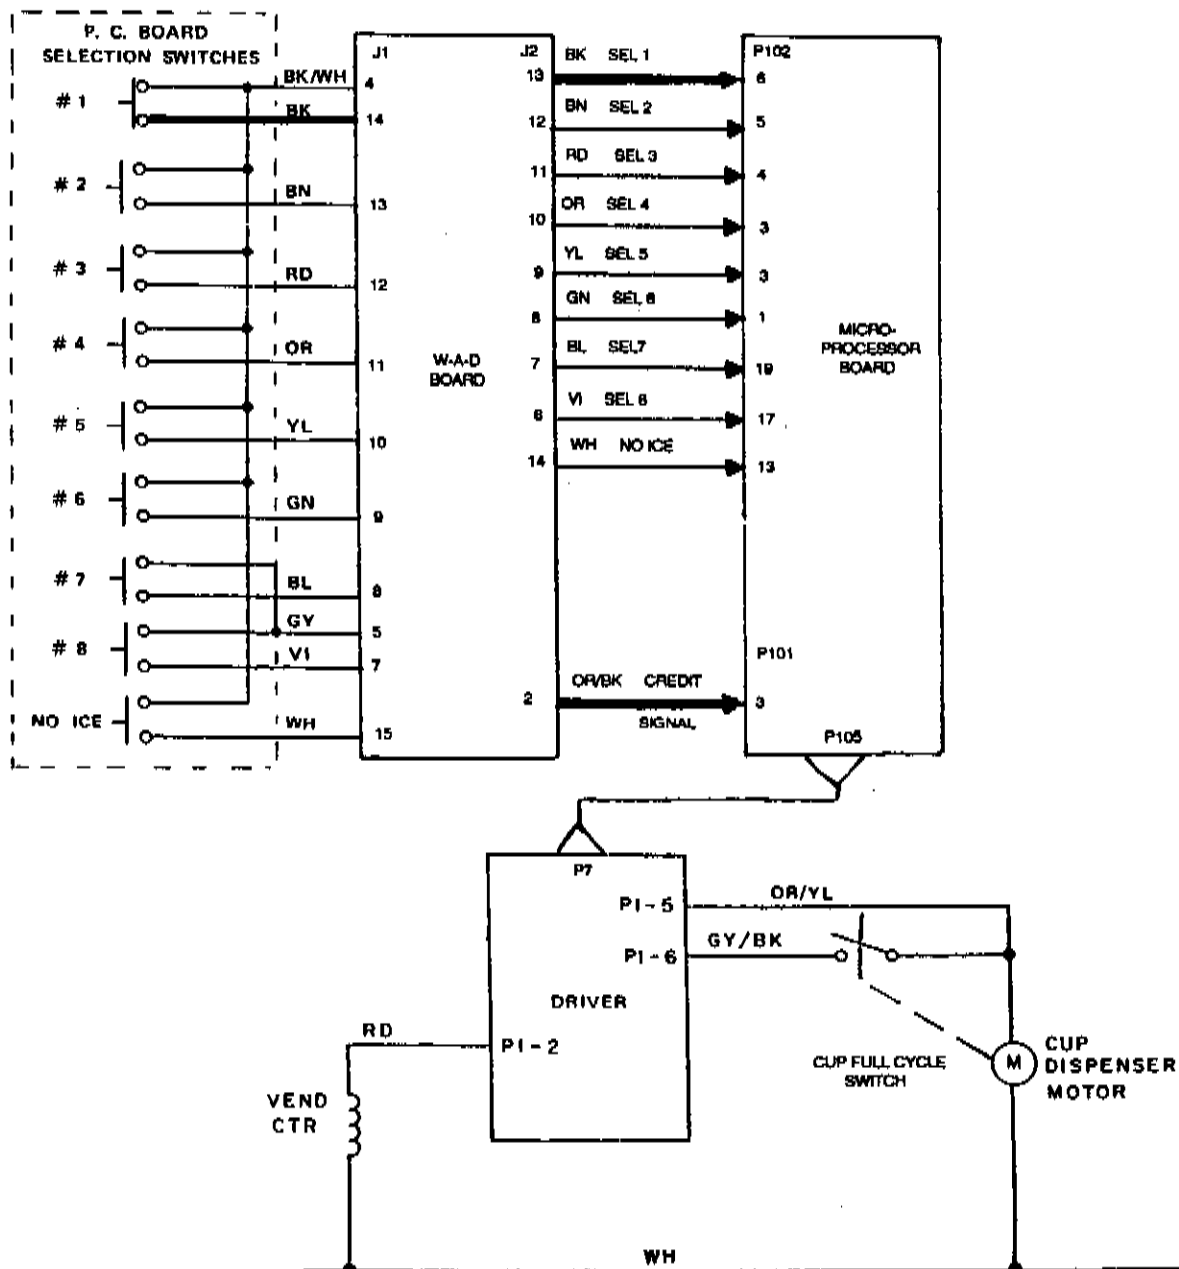 P. C. BOARD
SELECTION SWITCHES
# 1
# 2
# 3
# 4
# 5
# 6
# 7
# 8
NO ICE
BK/WH
BK
BN
RD
OR
YL
GN
BL
GY
VI
WH
J1
4
14
13
12
11
10
9
8
5
7
15
W-A-D
BOARD
J2
13
12
11
10
9
8
7
6
14
2
BK SEL 1
BN SEL 2
RD SEL 3
OR SEL 4
YL SEL 5
GN SEL 6
BL SEL7
VI SEL 8
WH NO ICE
OR/BK CREDIT
SIGNAL
P102
6
5
4
3
3
1
19
17
13
MICRO-
PROCESSOR
BOARD
P101
3
P105
P7
P1-5
P1-6
DRIVER
P1-2
OR/YL
GY/BK
RD
VEND
CTR
CUP FULL CYCLE
SWITCH
M
CUP
DISPENSER
MOTOR
WH